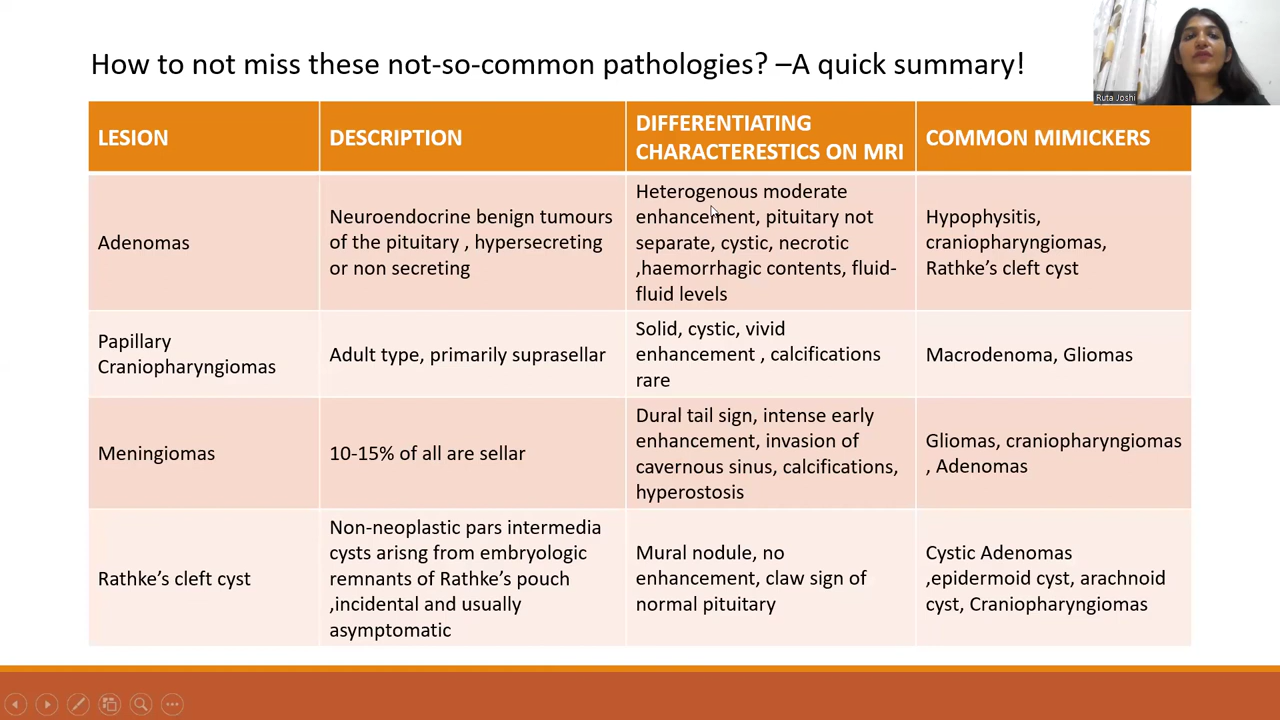 How to not miss these not-so-common pathologies? –A quick summary!
Ruta Joshi
LESION
DESCRIPTION
DIFFERENTIATING
CHARACTERESTICS ON MRI
COMMON MIMICKERS
Adenomas
Neuroendocrine benign tumours
of the pituitary , hypersecreting
or non secreting
Heterogenous moderate
enhancement, pituitary not
separate, cystic, necrotic
,haemorrhagic contents, fluid-
fluid levels
Hypophysitis,
craniopharyngiomas,
Rathke’s cleft cyst
Papillary
Craniopharyngiomas
Adult type, primarily suprasellar
Solid, cystic, vivid
enhancement , calcifications
rare
Macrodenoma, Gliomas
Meningiomas
10-15% of all are sellar
Dural tail sign, intense early
enhancement, invasion of
cavernous sinus, calcifications,
hyperostosis
Gliomas, craniopharyngiomas
, Adenomas
Rathke’s cleft cyst
Non-neoplastic pars intermedia
cysts arisng from embryologic
remnants of Rathke’s pouch
,incidental and usually
asymptomatic
Mural nodule, no
enhancement, claw sign of
normal pituitary
Cystic Adenomas
,epidermoid cyst, arachnoid
cyst, Craniopharyngiomas